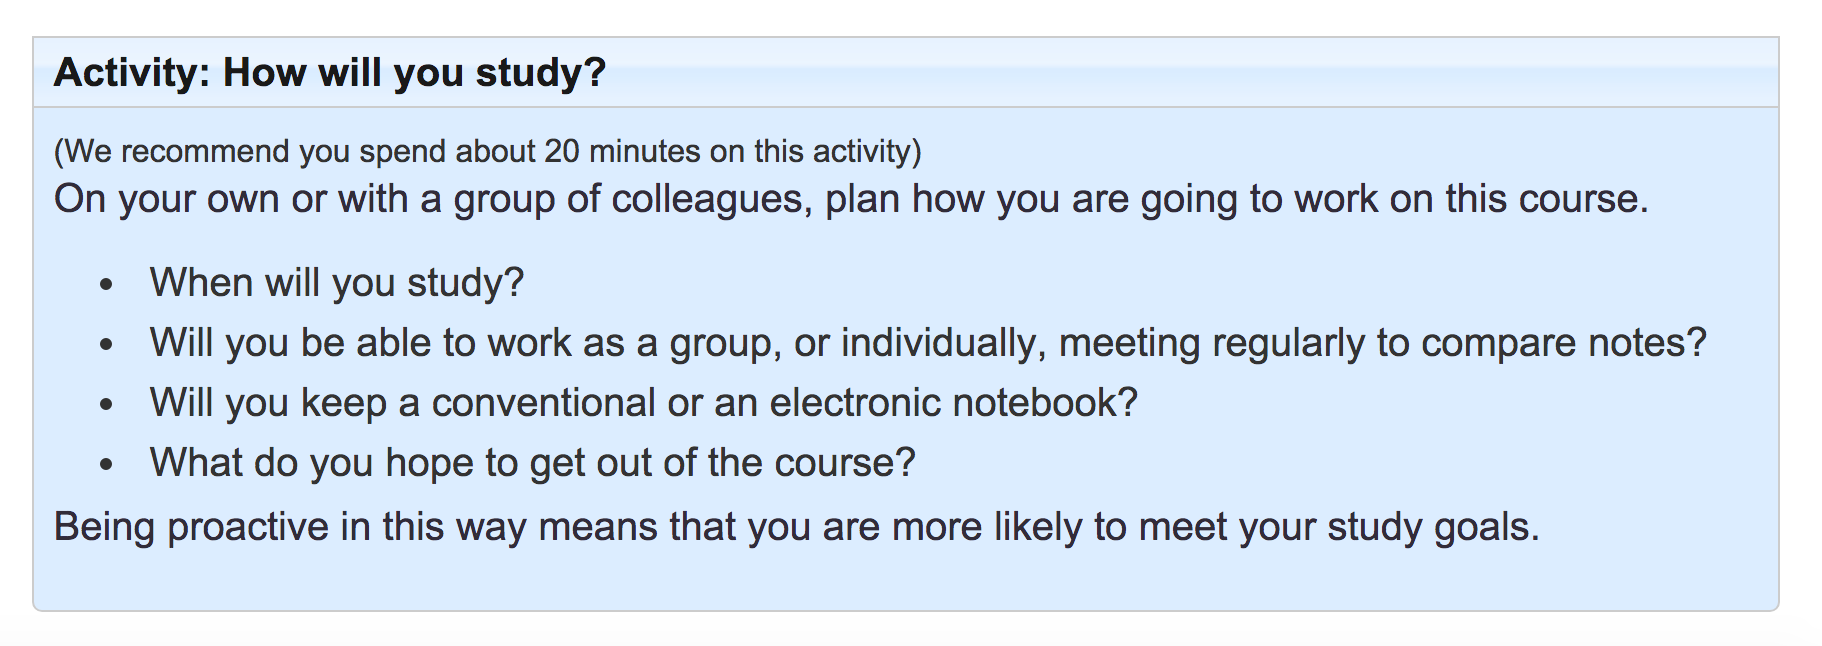 Activity: How will you study?
(We recommend you spend about 20 minutes on this activity)
On your own or with a group of colleagues, plan how you are going to work on this course.
• When will you study?
• Will you be able to work as a group, or individually, meeting regularly to compare notes?
• Will you keep a conventional or an electronic notebook?
• What do you hope to get out of the course?
Being proactive in this way means that you are more likely to meet your study goals.